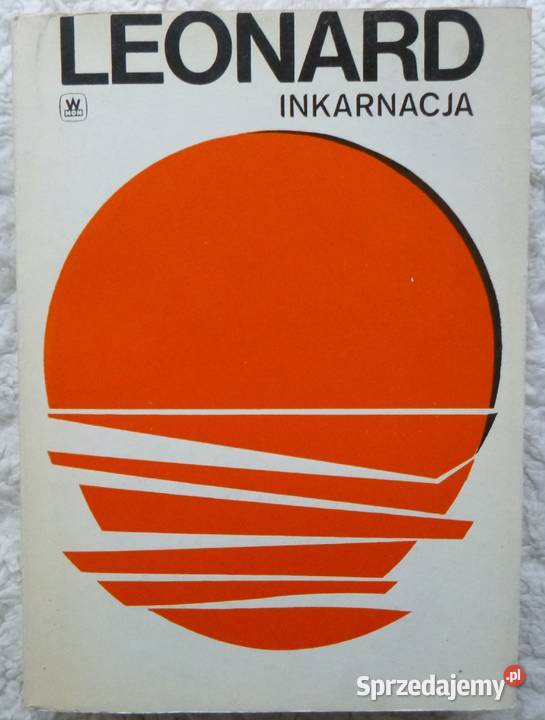 LEONARD
INKARNACJA
W
MON
Sprzedajemy.pl